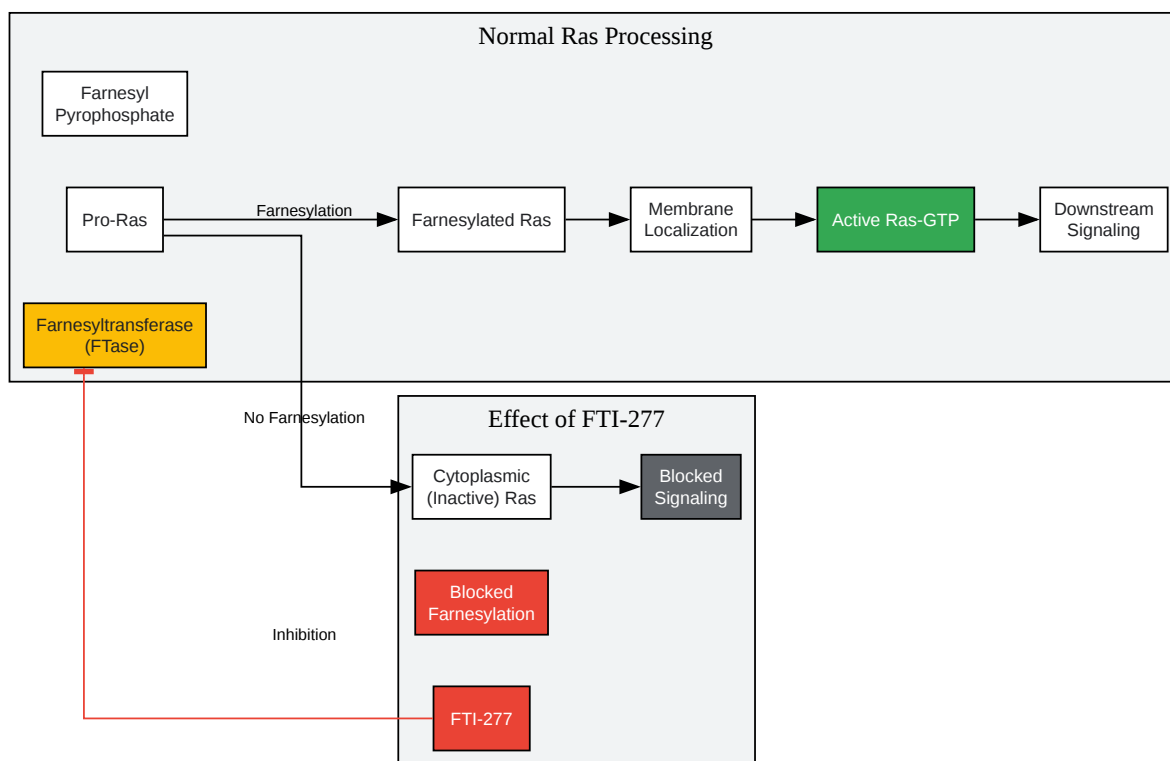 Normal Ras Processing
Farnesyl
Pyrophosphate
Pro-Ras
Farnesylation
Farnesylated Ras
Membrane
Localization
Active Ras-GTP
Downstream
Signaling
Farnesyltransferase
(FTase)
No Farnesylation
Effect of FTI-277
Cytoplasmic
(Inactive) Ras
Blocked
Signaling
Blocked
Farnesylation
Inhibition
FTI-277